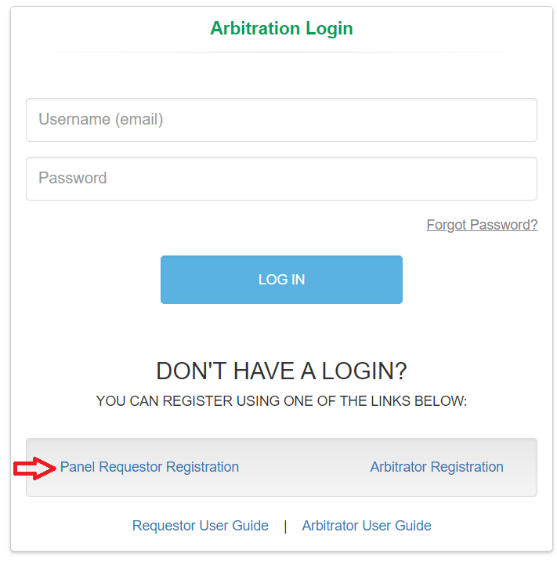 Arbitration Login
Username (email)
Password
Forgot Password?
LOG IN
DON'T HAVE A LOGIN?
YOU CAN REGISTER USING ONE OF THE LINKS BELOW:
Panel Requestor Registration Arbitrator Registration
Requestor User Guide | Arbitrator User Guide